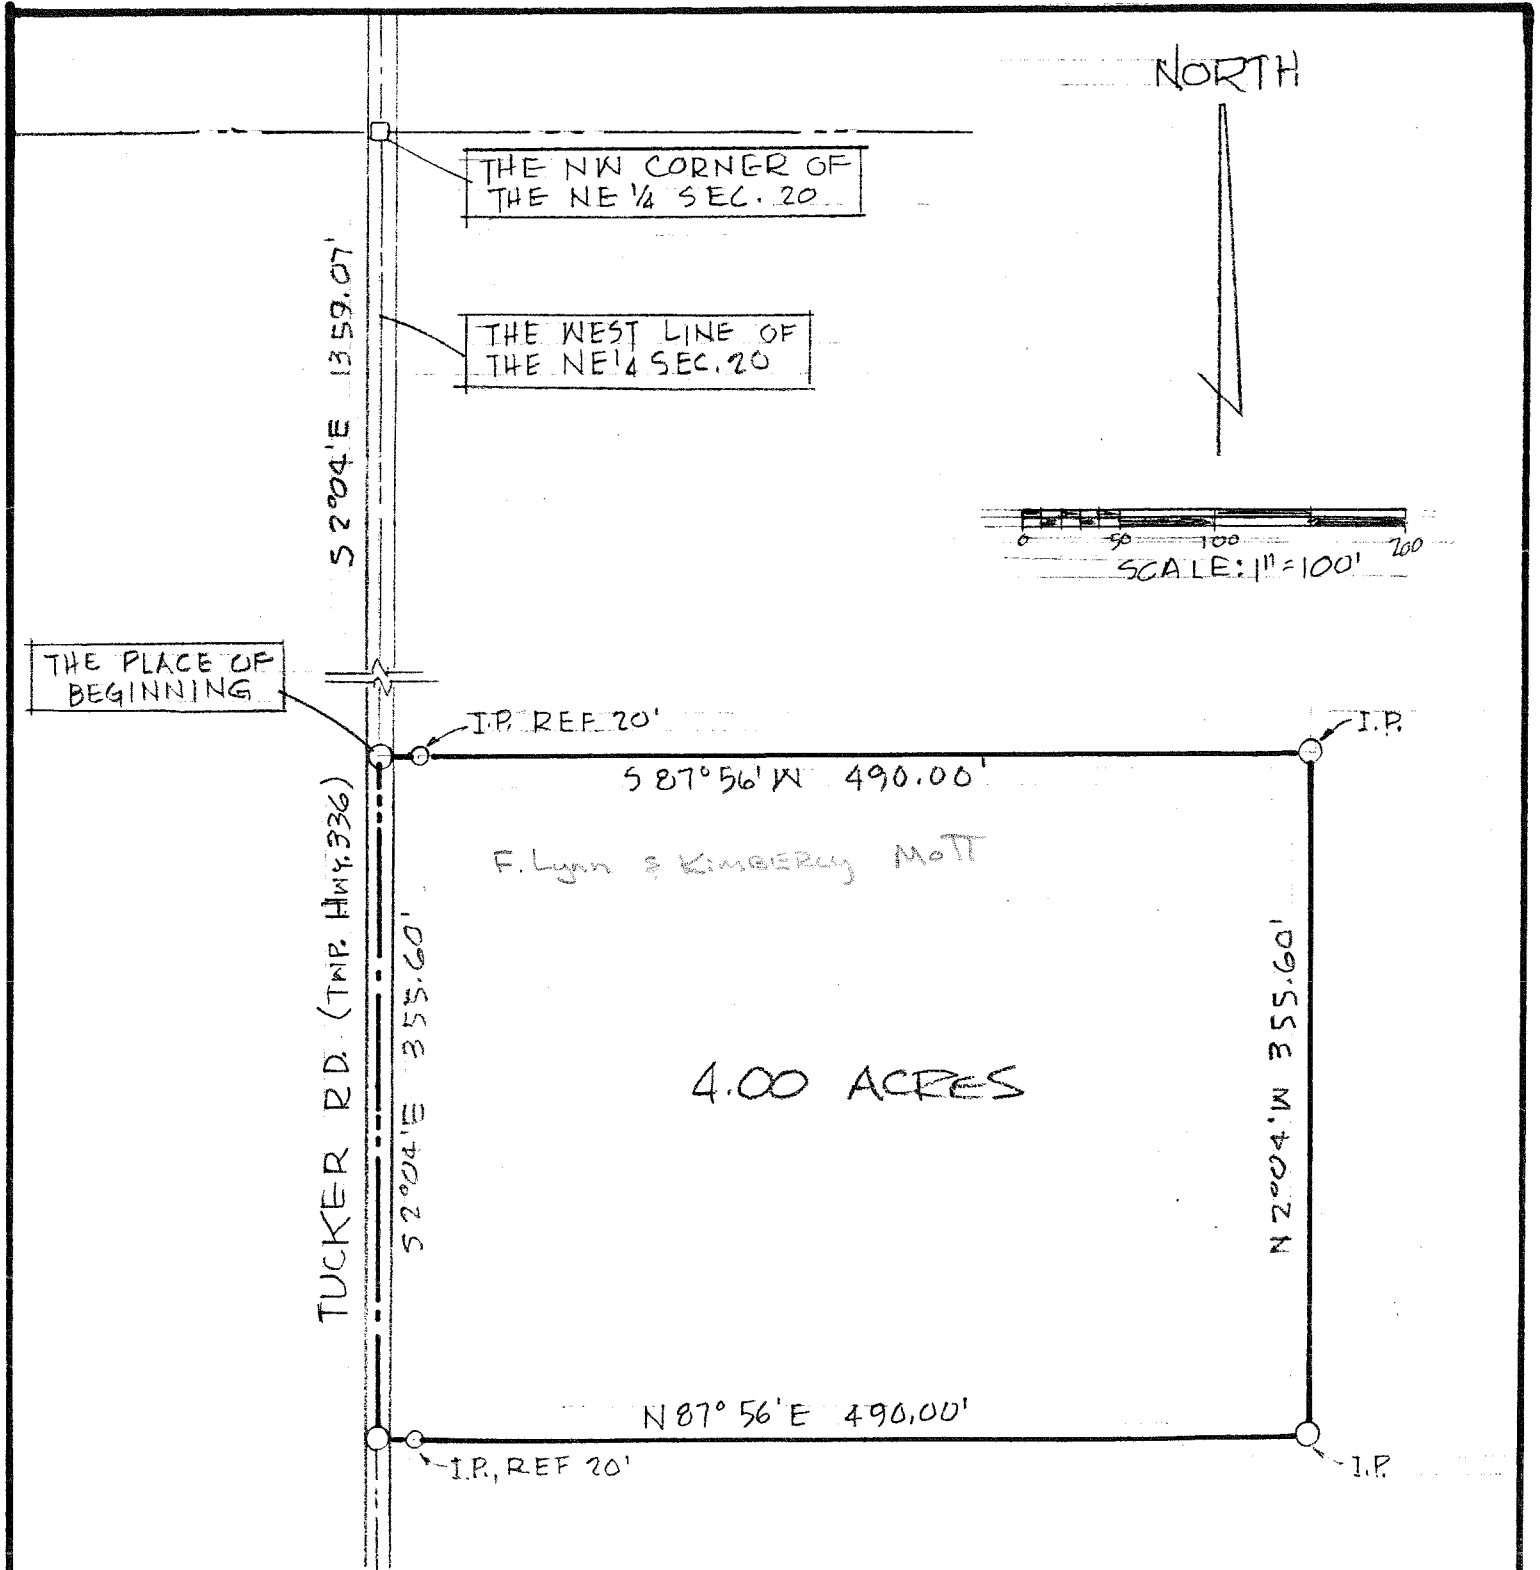 NORTH
THE NW CORNER OF
THE NE 1/4 SEC. 20
S 2°04'E 1359.07'
THE WEST LINE OF
THE NE 1/4 SEC. 20
0 50 100 200
SCALE: 1"=100'
THE PLACE OF
BEGINNING
I.P. REF 20'
I.P.
S 87°56'W 490.00'
F. Lynn & Kimberly Mott
TUCKER RD. (TWP. HWY. 336)
S 2°04'E 355.60'
4.00 ACRES
N 2°04'W 355.60'
N 87°56'E 490.00'
I.P., REF 20'
I.P.